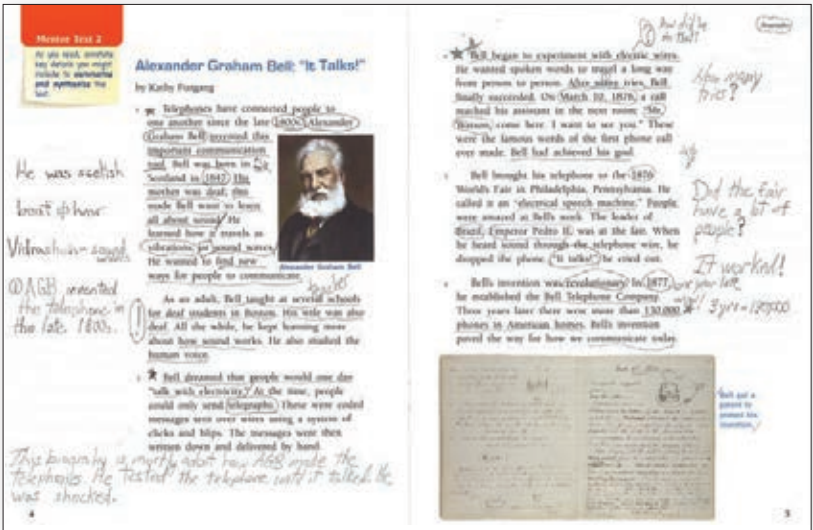 Mentor Text 2
As you read, annotate
key details you might
include to summarize
and synthesize the
text.
Alexander Graham Bell: "It Talks!"
by Kathy Furgang
Telephones have connected people to
one another since the late 1800s. Alexander
Graham Bell invented this
important communication
tool. Bell was born in
Scotland in 1847. His
mother was deaf; this
made Bell want to learn
all about sound. He
learned how it travels as
vibrations, or sound waves.
He wanted to find new
ways for people to communicate.
Alexander Graham Bell
teacher
As an adult, Bell taught at several schools
for deaf students in Boston. His wife was also
deaf. All the while, he kept learning more
about how sound works. He also studied the
human voice.
3 Bell dreamed that people would one day
"talk with electricity." At the time, people
could only send telegraphs. These were coded
messages sent over wires using a system of
clicks and blips. The messages were then
written down and delivered by hand.
He was scotish
Vibrashun- sound
① AGB invented
the telephone in
the late 1800s.
This biography is mostly adoit how AGB made the
telephones. He tested the telephone until it talked. He
was shocked.
4
How did he
do that?
4 Bell began to experiment with electric wires.
He wanted spoken words to travel a long way
from person to person. After many tries, Bell
finally succeeded. On March 10, 1876, a call
reached his assistant in the next room: "Mr.
Watson, come here. I want to see you." These
were the famous words of the first phone call
ever made. Bell had achieved his goal.
How many
tries?
5 Bell brought his telephone to the 1876
World's Fair in Philadelphia, Pennsylvania. He
called it an "electrical speech machine." People
were amazed at Bell's work. The leader of
Brazil, Emperor Pedro II, was at the fair. When
he heard sound through the telephone wire, he
dropped the phone. "It talks!" he cried out.
Did the fair
have a lot of
people?
It workd!
6 Bell's invention was revolutionary! In 1877,
he established the Bell Telephone Company.
Three years later there were more than 130,000
phones in American homes. Bell's invention
paved the way for how we communicate today.
one year later
3 yrs = 130,000
Bell got a
patent to
protect his
invention.
5